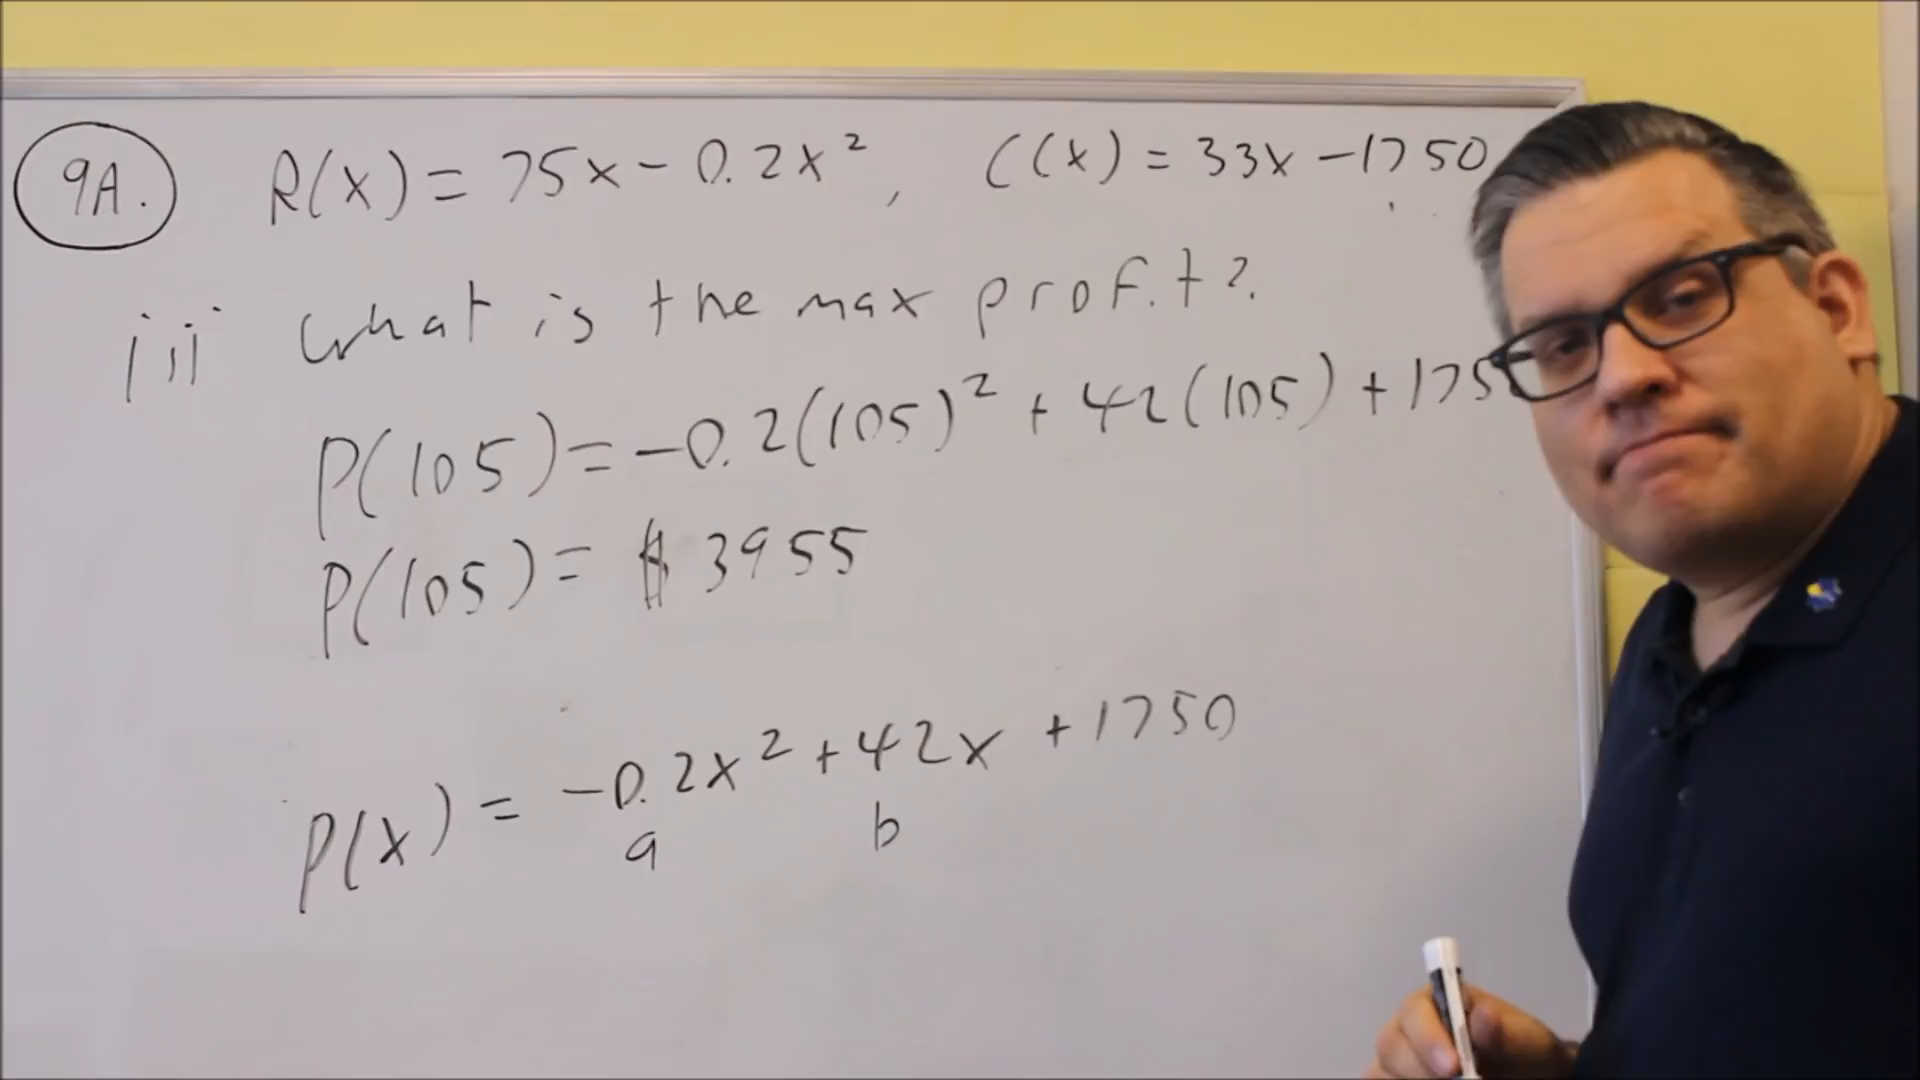 9A. R(x) = 75x - 0.2x², C(x) = 33x - 1750
iii what is the max profit?
P(105) = -0.2(105)² + 42(105) + 175
P(105) = $3955
P(x) = -0.2x² + 42x + 1750
a b